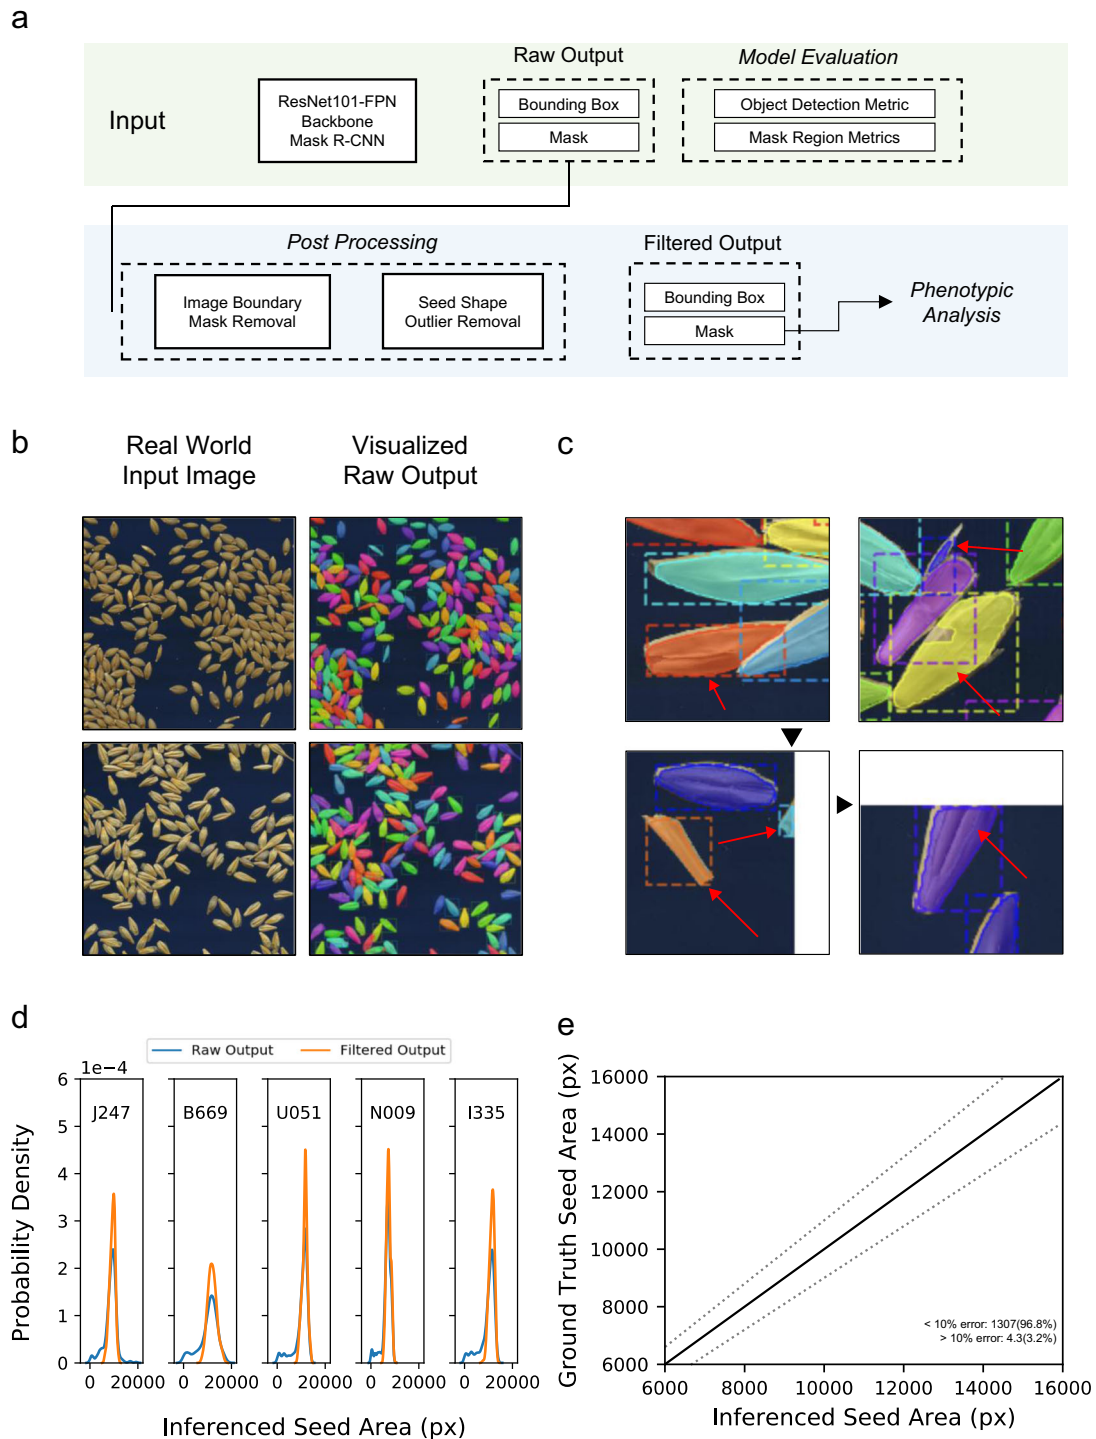 a
Raw Output
Model Evaluation
Input
ResNet101-FPN
Backbone
Mask R-CNN
Bounding Box
Mask
Object Detection Metric
Mask Region Metrics
Post Processing
Filtered Output
Image Boundary
Mask Removal
Seed Shape
Outlier Removal
Bounding Box
Mask
Phenotypic
Analysis
b
Real World
Input Image
Visualized
Raw Output
c
d
Raw Output
Filtered Output
1e−4
Probability Density
6
5
4
3
2
1
0
J247
B669
U051
N009
I335
0 20000
0 20000
0 20000
0 20000
0 20000
Inferenced Seed Area (px)
e
Ground Truth Seed Area (px)
16000
14000
12000
10000
8000
6000
< 10% error: 1307(96.8%)
> 10% error: 4.3(3.2%)
6000 8000 10000 12000 14000 16000
Inferenced Seed Area (px)